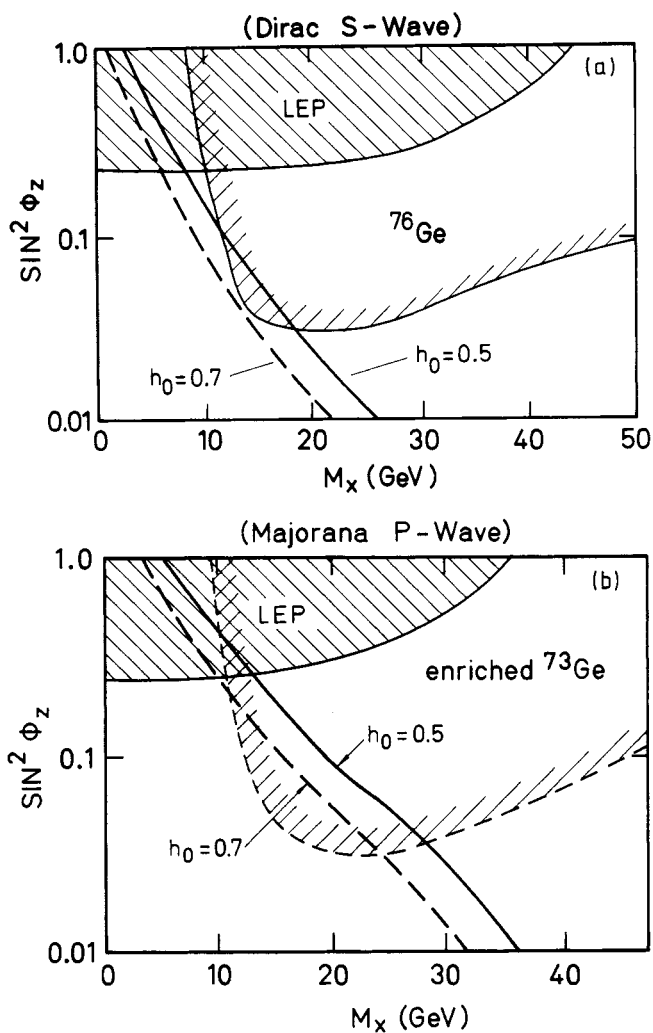 (Dirac S-Wave)
1.0
(a)
LEP
SIN² Φz
0.1
⁷⁶Ge
h₀=0.7
h₀=0.5
0.01
0 10 20 30 40 50
Mx (GeV)
(Majorana P-Wave)
1.0
(b)
LEP
enriched ⁷³Ge
SIN² Φz
h₀=0.5
0.1
h₀=0.7
0.01
0 10 20 30 40
Mx (GeV)